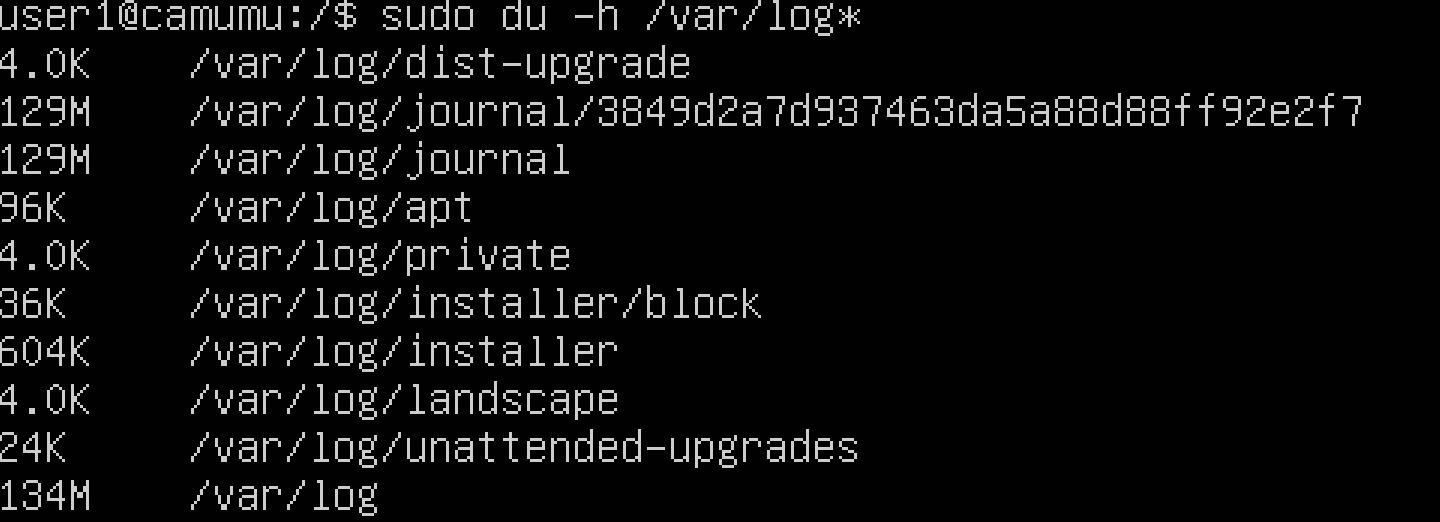 user1@camumu:/$ sudo du -h /var/log*
4.0K /var/log/dist-upgrade
129M /var/log/journal/3849d2a7d937463da5a88d88ff92e2f7
129M /var/log/journal
96K /var/log/apt
4.0K /var/log/private
36K /var/log/installer/block
604K /var/log/installer
4.0K /var/log/landscape
24K /var/log/unattended-upgrades
134M /var/log